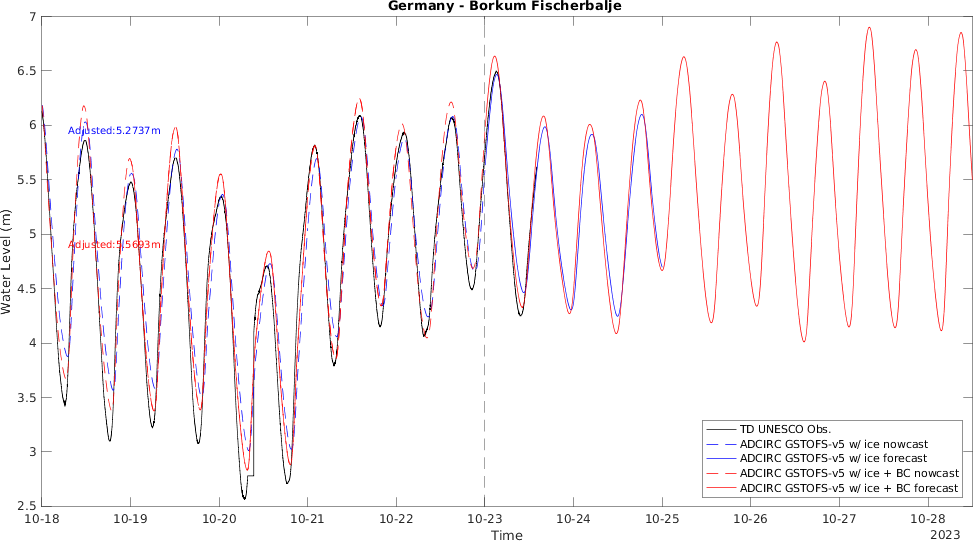 Germany - Borkum Fischerbalje
Water Level (m)
7
6.5
6
5.5
5
4.5
4
3.5
3
2.5
Adjusted:5.2737m
Adjusted:5.5693m
TD UNESCO Obs.
ADCIRC GSTOFS-v5 w/ ice nowcast
ADCIRC GSTOFS-v5 w/ ice forecast
ADCIRC GSTOFS-v5 w/ ice + BC nowcast
ADCIRC GSTOFS-v5 w/ ice + BC forecast
10-18 10-19 10-20 10-21 10-22 10-23 10-24 10-25 10-26 10-27 10-28
2023
Time